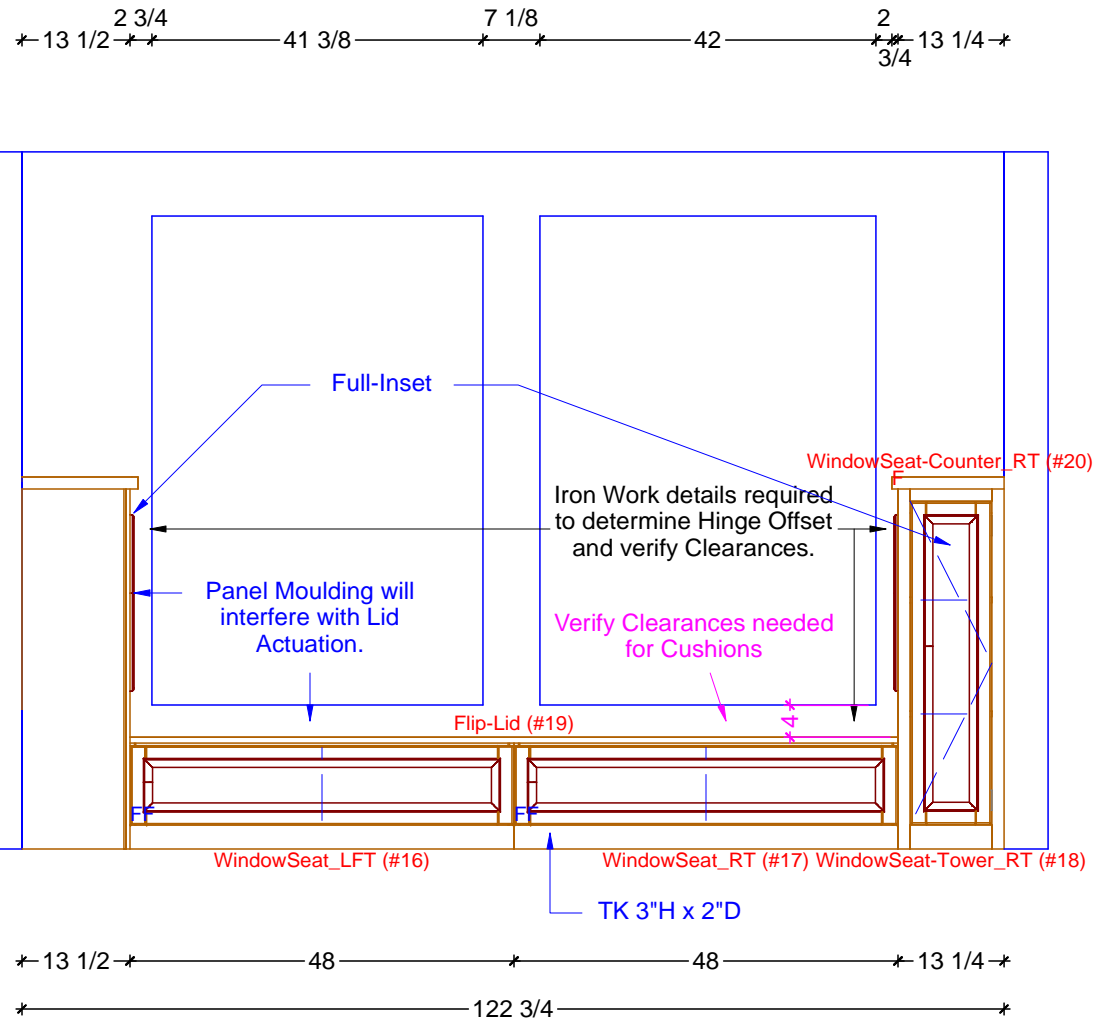 2 3/4
7 1/8
2
13 1/2
41 3/8
42
13 1/4
3/4
Full-Inset
WindowSeat-Counter_RT (#20)
F
Iron Work details required
to determine Hinge Offset
and verify Clearances.
Panel Moulding will
interfere with Lid
Actuation.
Verify Clearances needed
for Cushions
4
Flip-Lid (#19)
FF
FF
WindowSeat_LFT (#16)
WindowSeat_RT (#17)
WindowSeat-Tower_RT (#18)
TK 3"H x 2"D
13 1/2
48
48
13 1/4
122 3/4